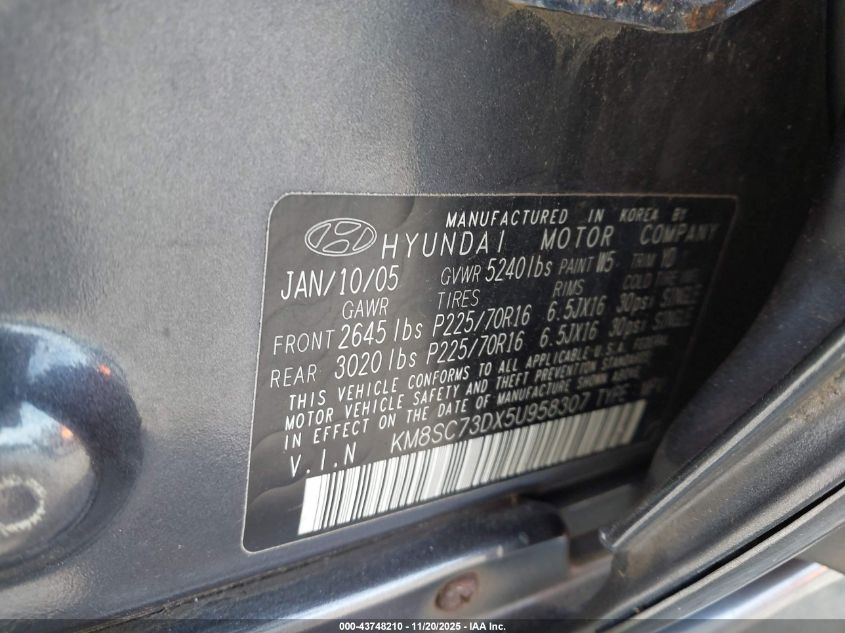 MANUFACTURED IN KOREA BY
HYUNDAI MOTOR COMPANY
JAN/10/05 GVWR 5240lbs PAINT W5 TRIM YD
GAWR TIRES RIMS COLD TIRE INFL
FRONT 2645 lbs P225/70R16 6.5JX16 30psi SINGLE
REAR 3020 lbs P225/70R16 6.5JX16 30psi SINGLE
THIS VEHICLE CONFORMS TO ALL APPLICABLE U.S.A. FEDERAL
MOTOR VEHICLE SAFETY AND THEFT PREVENTION STANDARDS
IN EFFECT ON THE DATE OF MANUFACTURE SHOWN ABOVE.
V.I.N KM8SC73DX5U958307 TYPE: MPV
000-43748210 - 11/20/2025 - IAA Inc.